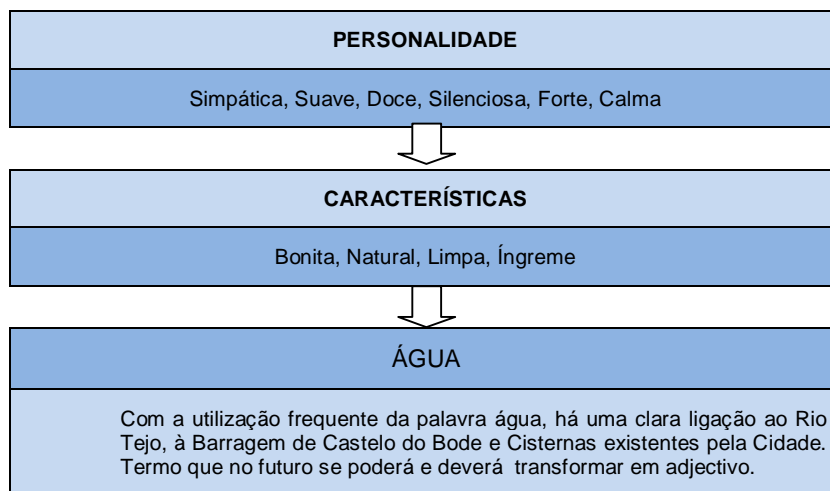 PERSONALIDADE
Simpática, Suave, Doce, Silenciosa, Forte, Calma
CARACTERÍSTICAS
Bonita, Natural, Limpa, Íngreme
ÁGUA
Com a utilização frequente da palavra água, há uma clara ligação ao Rio
Tejo, à Barragem de Castelo do Bode e Cisternas existentes pela Cidade.
Termo que no futuro se poderá e deverá transformar em adjectivo.